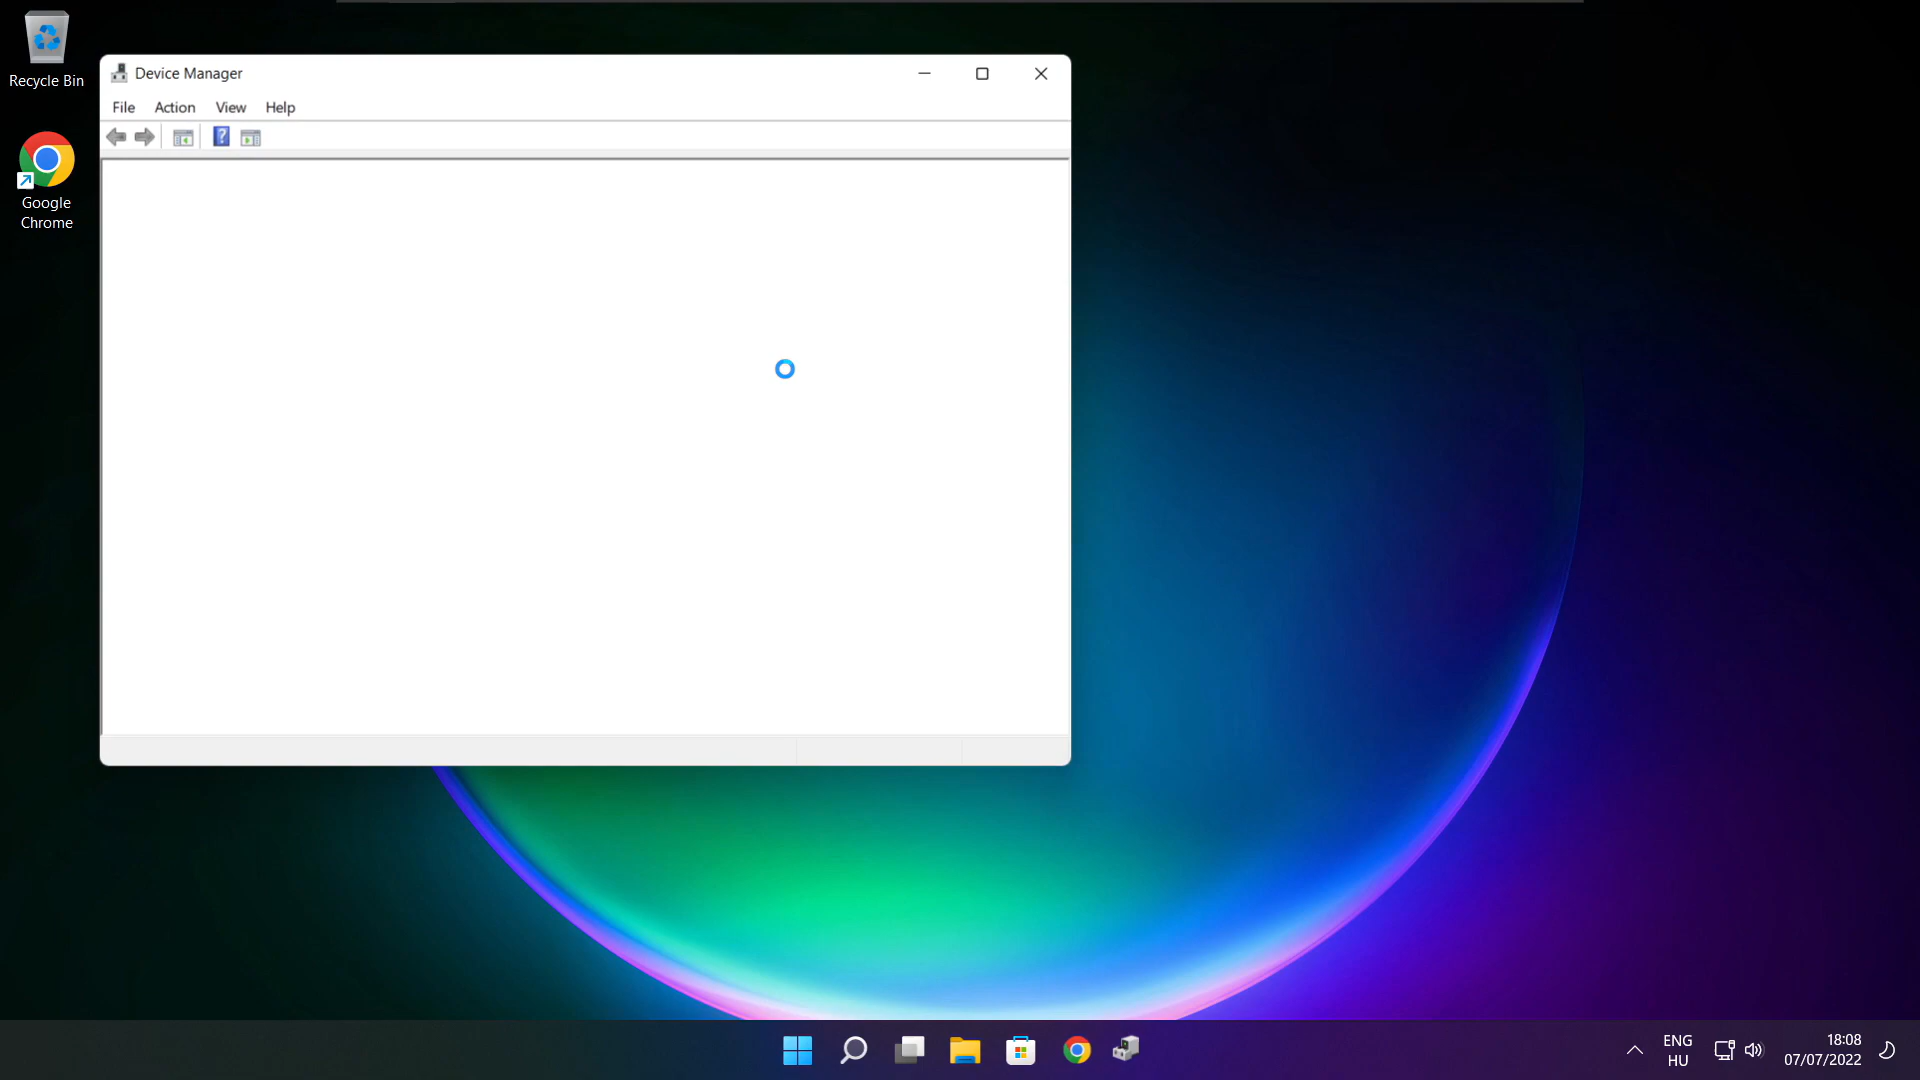 Recycle Bin
Device Manager
File Action View Help
?
Google
Chrome
ENG
HU
18:08
07/07/2022